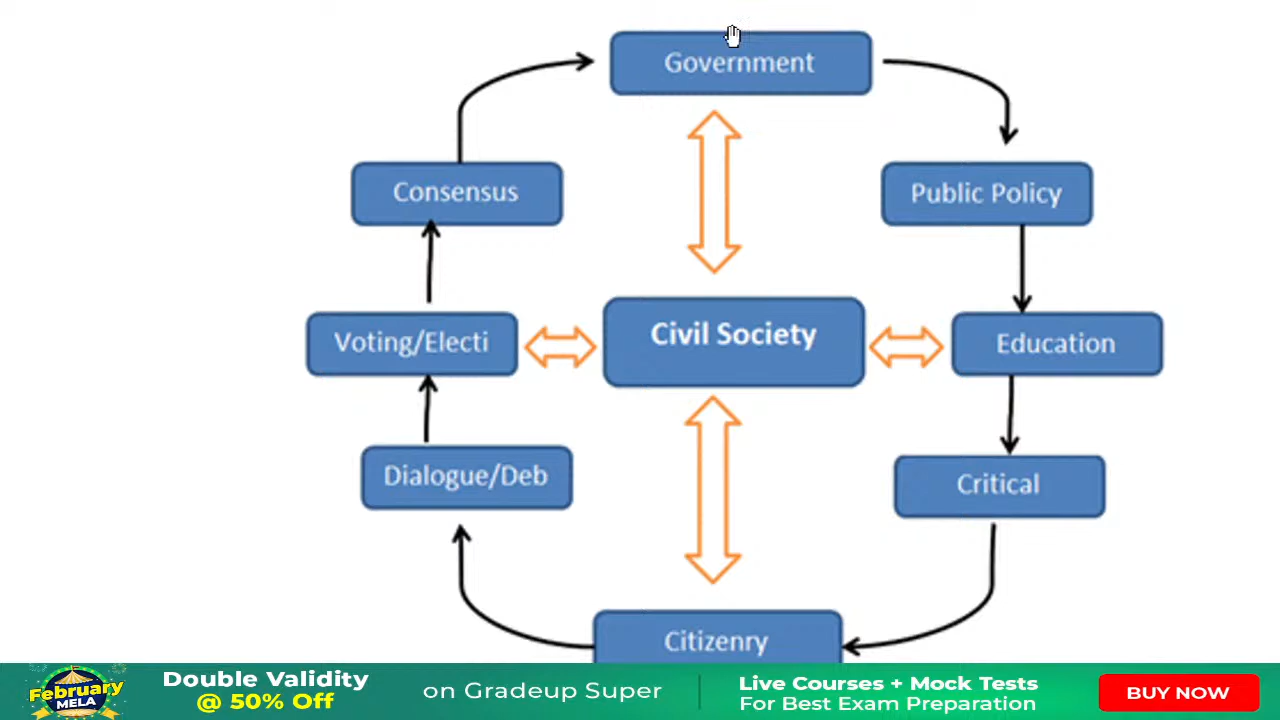 Government
Consensus
Public Policy
Voting/Electi
Civil Society
Education
Dialogue/Deb
Critical
Citizenry
February
MELA
Double Validity
@ 50% Off
on Gradeup Super
Live Courses + Mock Tests
For Best Exam Preparation
BUY NOW